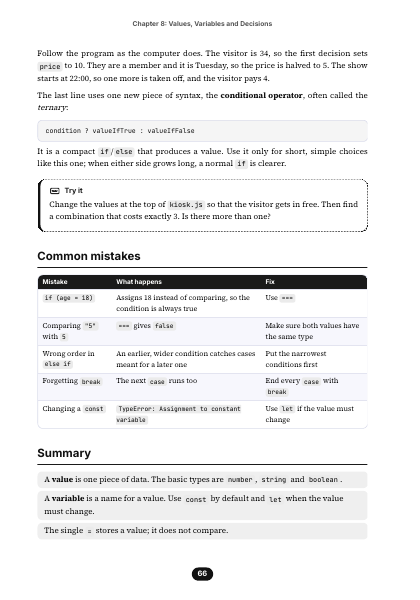 Chapter 8: Values, Variables and Decisions
Follow the program as the computer does. The visitor is 34, so the first decision sets
price to 10. They are a member and it is Tuesday, so the price is halved to 5. The show
starts at 22:00, so one more is taken off, and the visitor pays 4.
The last line uses one new piece of syntax, the conditional operator, often called the
ternary:
condition ? valueIfTrue : valueIfFalse
It is a compact if/else that produces a value. Use it only for short, simple choices
like this one; when either side grows long, a normal if is clearer.
Try it
Change the values at the top of kiosk.js so that the visitor gets in free. Then find
a combination that costs exactly 3. Is there more than one?
Common mistakes
Mistake What happens Fix
if (age = 18) Assigns 18 instead of comparing, so the Use ===
condition is always true
Comparing "5" === gives false Make sure both values have
with 5 the same type
Wrong order in An earlier, wider condition catches cases Put the narrowest
else if meant for a later one conditions first
Forgetting break The next case runs too End every case with
break
Changing a const TypeError: Assignment to constant Use let if the value must
variable change
Summary
A value is one piece of data. The basic types are number, string and boolean.
A variable is a name for a value. Use const by default and let when the value
must change.
The single = stores a value; it does not compare.
66